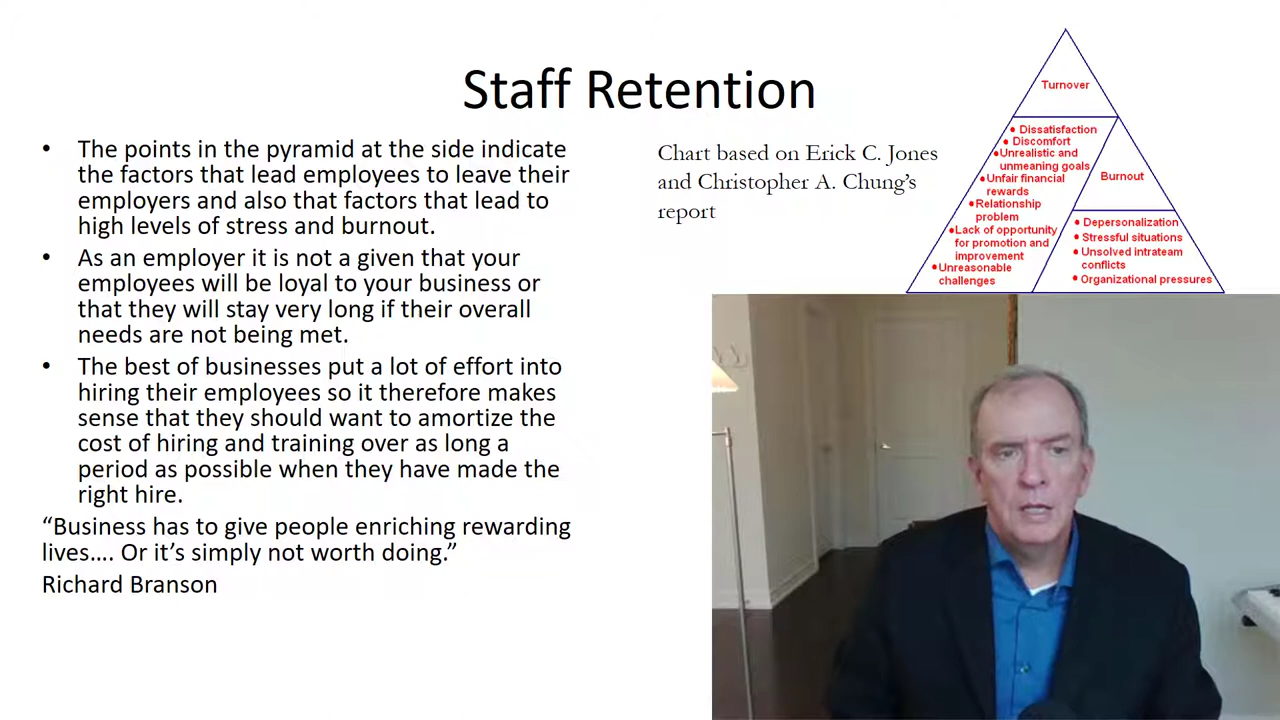 Staff Retention
• The points in the pyramid at the side indicate
the factors that lead employees to leave their
employers and also that factors that lead to
high levels of stress and burnout.
• As an employer it is not a given that your
employees will be loyal to your business or
that they will stay very long if their overall
needs are not being met.
• The best of businesses put a lot of effort into
hiring their employees so it therefore makes
sense that they should want to amortize the
cost of hiring and training over as long a
period as possible when they have made the
right hire.
“Business has to give people enriching rewarding
lives.... Or it’s simply not worth doing.”
Richard Branson
Chart based on Erick C. Jones
and Christopher A. Chung’s
report
Turnover
• Dissatisfaction
• Discomfort
• Unrealistic and
unmeaning goals
• Unfair financial
rewards
• Relationship
problem
• Lack of opportunity
for promotion and
improvement
• Unreasonable
challenges
Burnout
• Depersonalization
• Stressful situations
• Unsolved intrateam
conflicts
• Organizational pressures